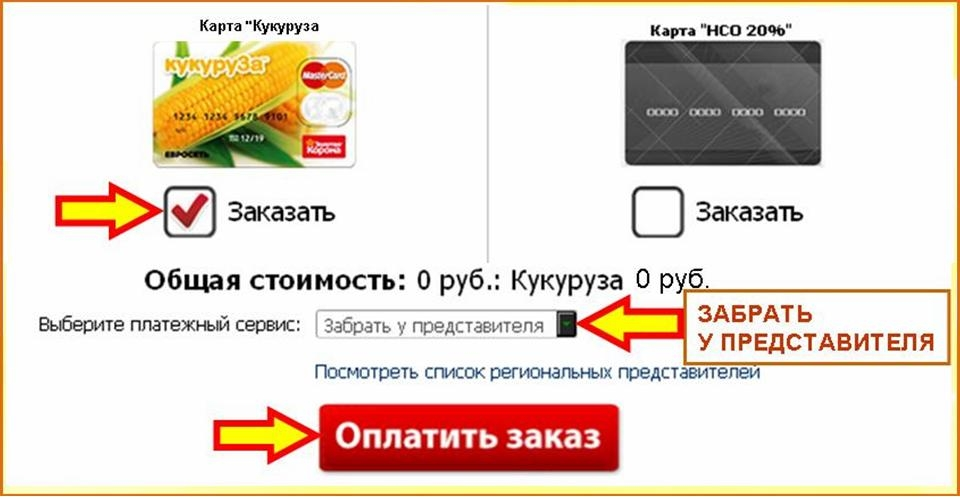 Карта "Кукуруза
Карта "НСО 20%"
кукуруЗа
MasterCard
1234 1234 5678 9101
12/19
ЕВРОСЕТЬ
Золотая
Корона
Заказать
Заказать
Общая стоимость: 0 руб.: Кукуруза 0 руб.
Выберите платежный сервис: Забрать у представителя
ЗАБРАТЬ
У ПРЕДСТАВИТЕЛЯ
Посмотреть список региональных представителей
Оплатить заказ